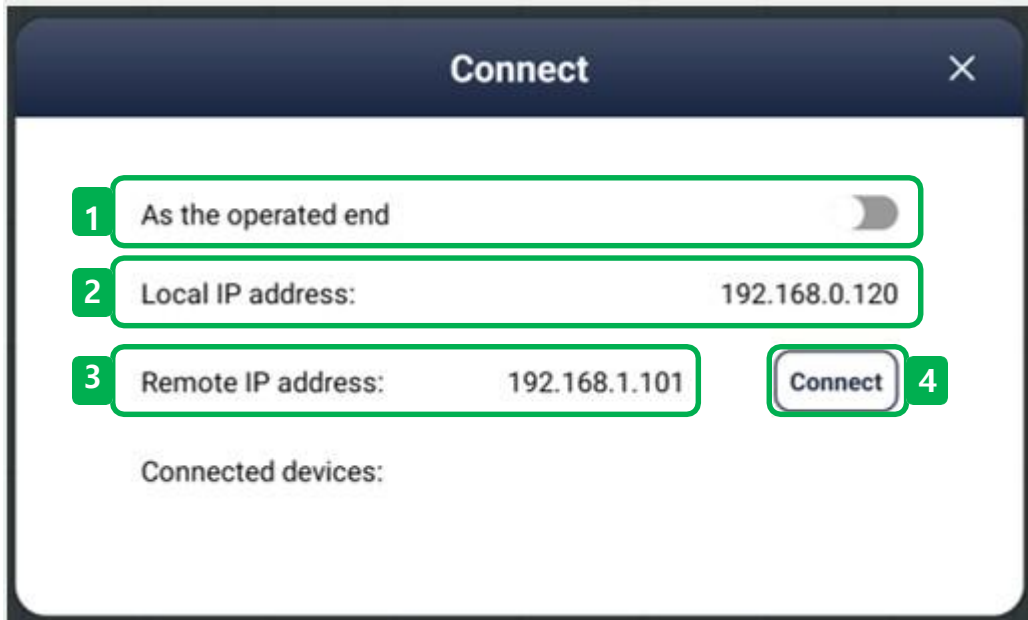 Connect
1 As the operated end
2 Local IP address: 192.168.0.120
3 Remote IP address: 192.168.1.101 Connect 4
Connected devices: